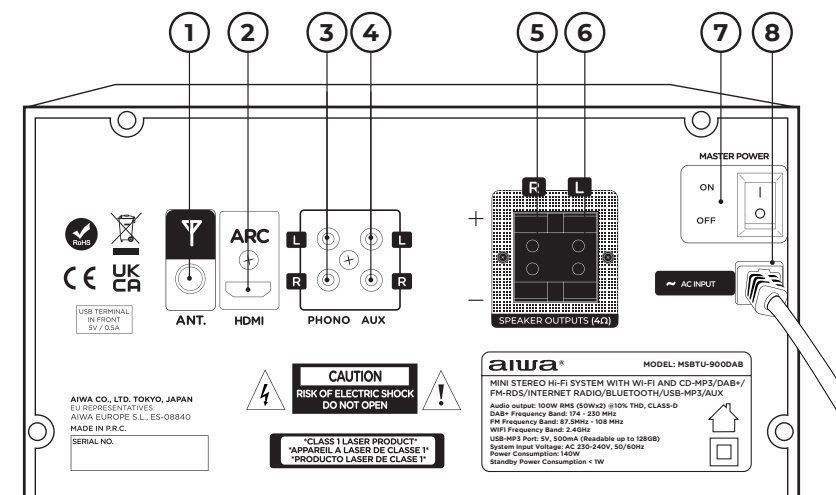 1 2 3 4 5 6 7 8
MASTER POWER
ON
OFF
R L
ARC
L L
R R
RoHS
CE UK
CA
+
−
~ AC INPUT
USB TERMINAL
IN FRONT
5V / 0.5A
ANT. HDMI PHONO AUX
SPEAKER OUTPUTS (4Ω)
CAUTION
RISK OF ELECTRIC SHOCK
DO NOT OPEN
!
AIWA CO., LTD. TOKYO, JAPAN
EU REPRESENTATIVES:
AIWA EUROPE S.L., ES-08840
MADE IN P.R.C.
SERIAL NO.
"CLASS 1 LASER PRODUCT"
"APPAREIL A LASER DE CLASSE 1"
"PRODUCTO LASER DE CLASE 1"
aiwa® MODEL: MSBTU-900DAB
MINI STEREO Hi-Fi SYSTEM WITH WI-FI AND CD-MP3/DAB+/
FM-RDS/INTERNET RADIO/BLUETOOTH/USB-MP3/AUX
Audio output: 100W RMS (50Wx2) @10% THD, CLASS-D
DAB+ Frequency Band: 174 - 230 MHz
FM Frequency Band: 87.5MHz - 108 MHz
WIFI Frequency Band: 2.4GHz
USB-MP3 Port: 5V, 500mA (Readable up to 128GB)
System Input Voltage: AC 230-240V, 50/60Hz
Power Consumption: 140W
Standby Power Consumption < 1W